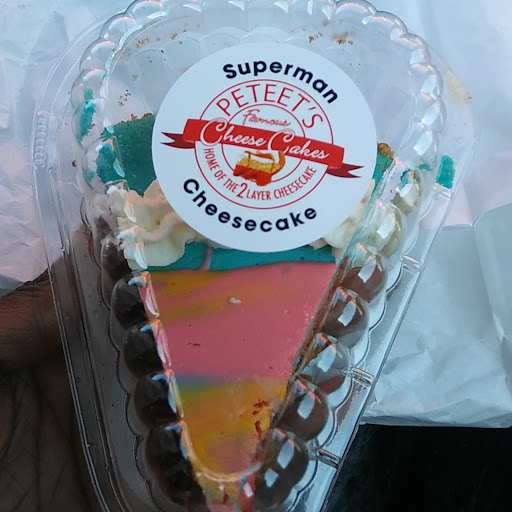 Superman
PETEET'S
Famous
Cheese Cakes
HOME OF THE 2 LAYER CHEESECAKE
Cheesecake